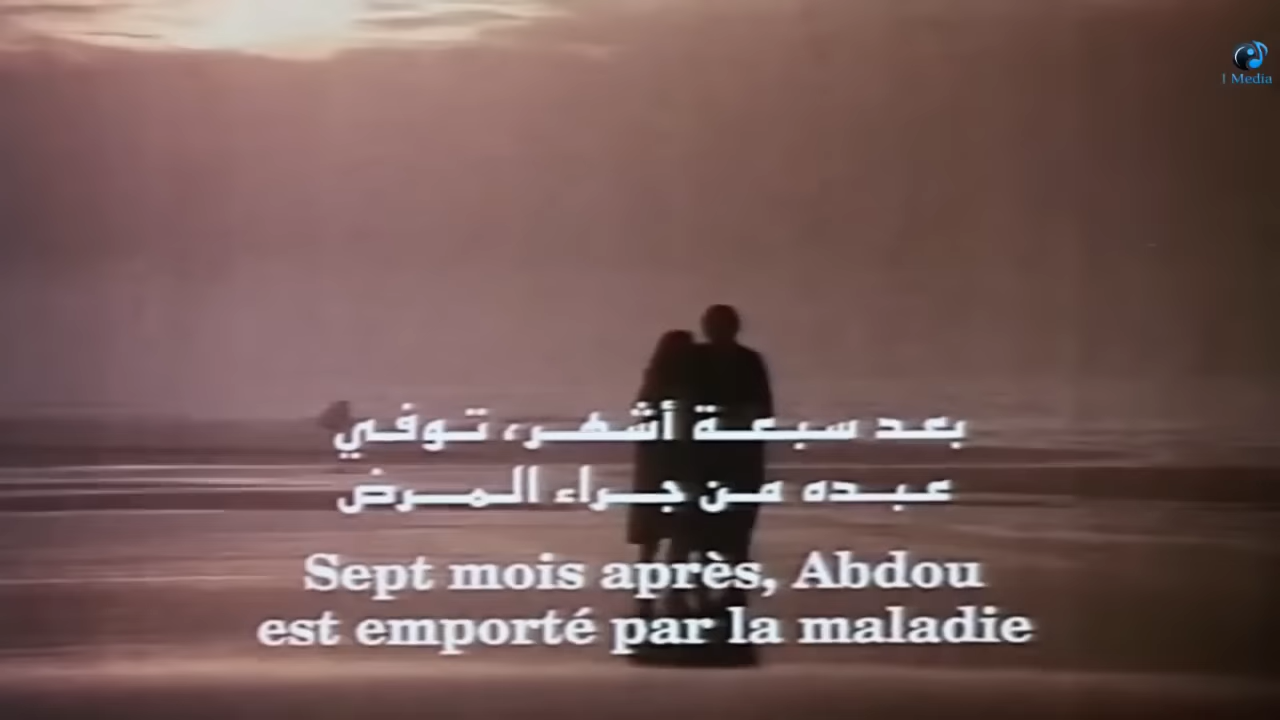 I Media
بعد سبعة أشهر، توفي
عبده من جراء المرض
Sept mois après, Abdou
est emporté par la maladie